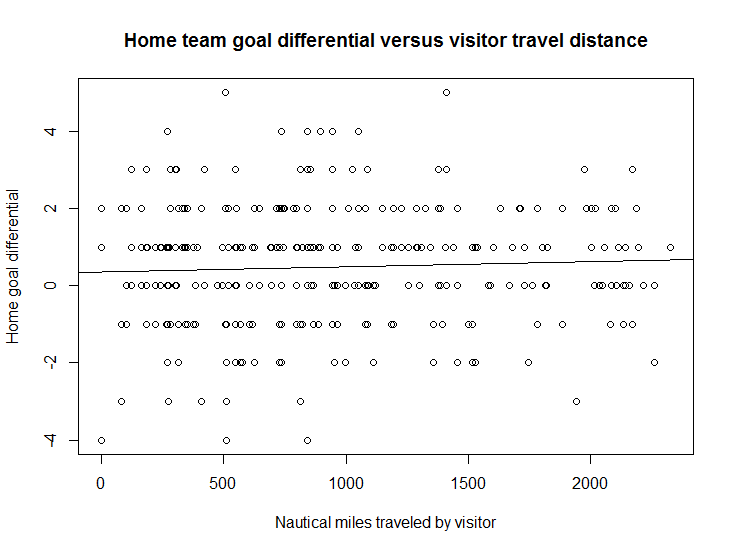 Home team goal differential versus visitor travel distance
Home goal differential
4
2
0
-2
-4
0 500 1000 1500 2000
Nautical miles traveled by visitor